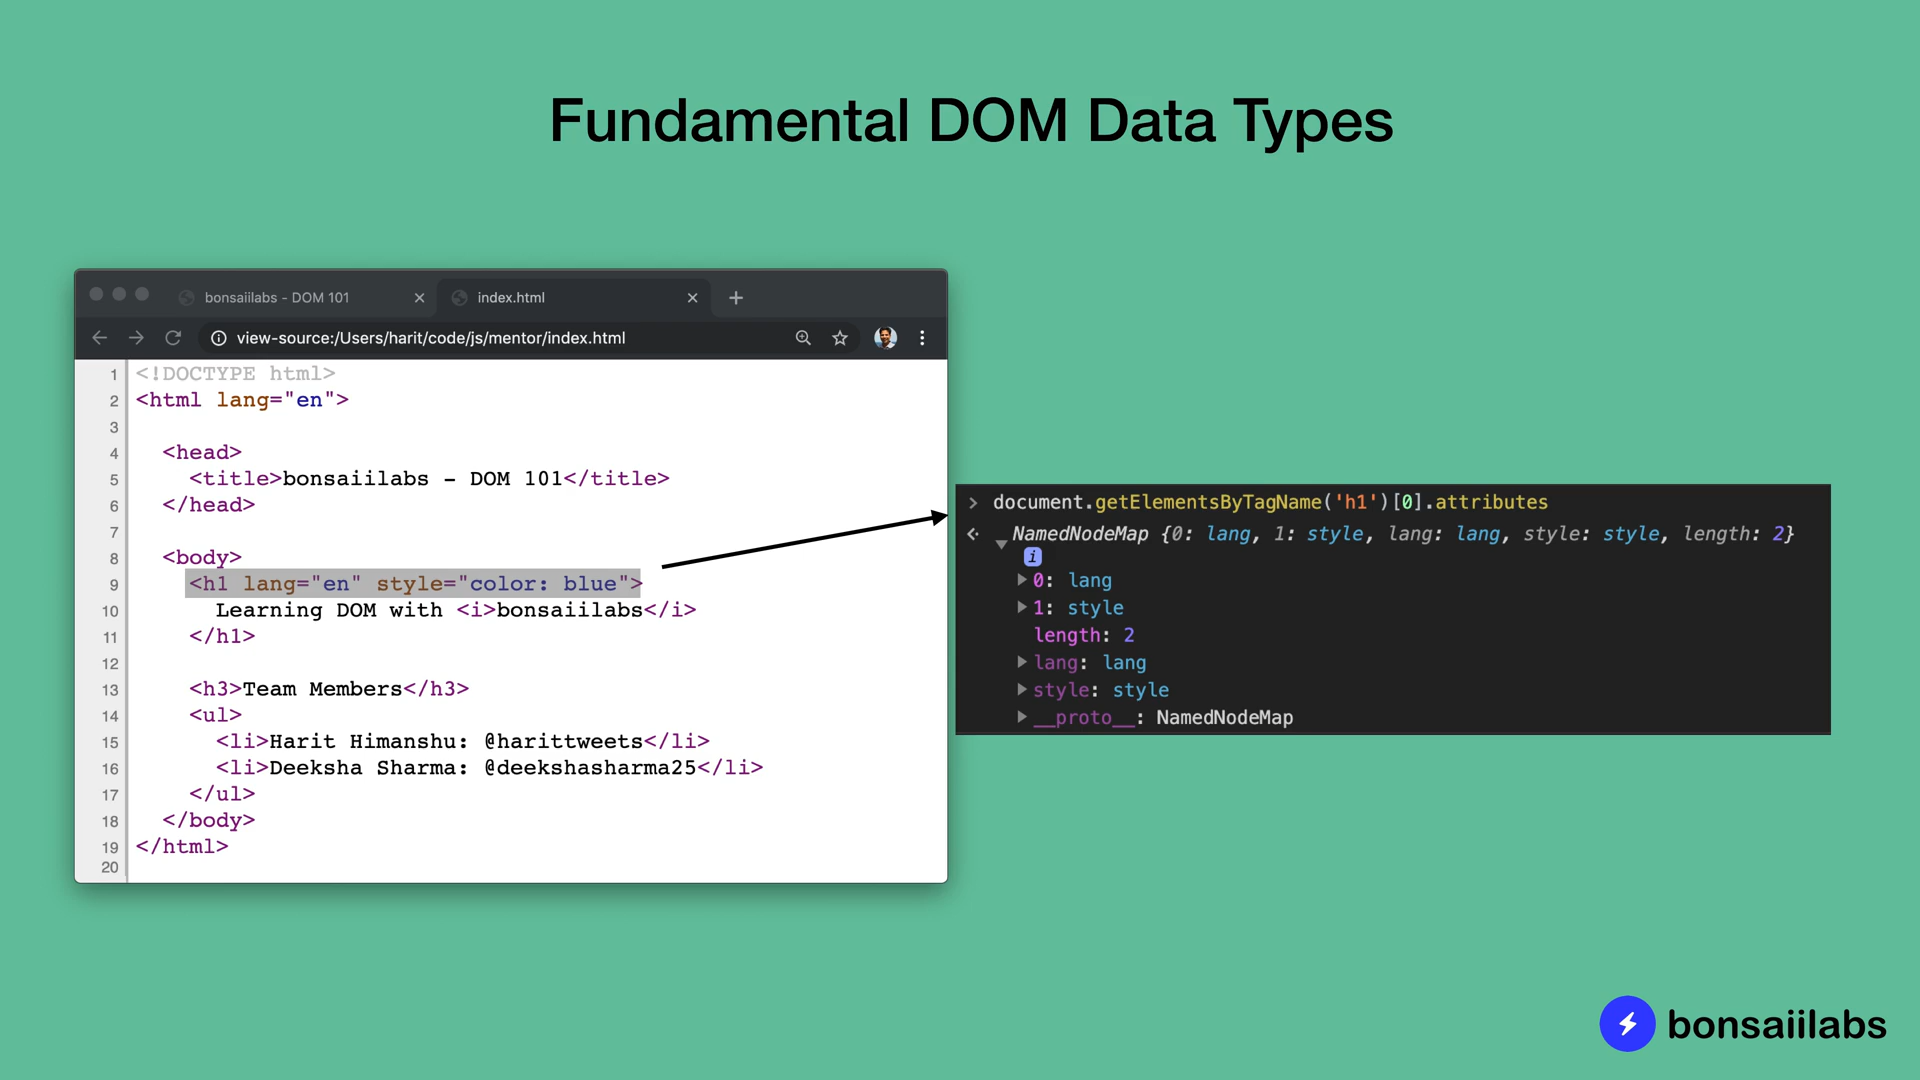 Fundamental DOM Data Types
bonsaiilabs - DOM 101
index.html
view-source:/Users/harit/code/js/mentor/index.html
1 <!DOCTYPE html>
2 <html lang="en">
3
4 <head>
5 <title>bonsaiilabs - DOM 101</title>
6 </head>
7
8 <body>
9 <h1 lang="en" style="color: blue">
10 Learning DOM with <i>bonsaiilabs</i>
11 </h1>
12
13 <h3>Team Members</h3>
14 <ul>
15 <li>Harit Himanshu: @harittweets</li>
16 <li>Deeksha Sharma: @deekshasharma25</li>
17 </ul>
18 </body>
19 </html>
20
> document.getElementsByTagName('h1')[0].attributes
NamedNodeMap {0: lang, 1: style, lang: lang, style: style, length: 2}
i
0: lang
1: style
length: 2
lang: lang
style: style
__proto__: NamedNodeMap
bonsaiilabs